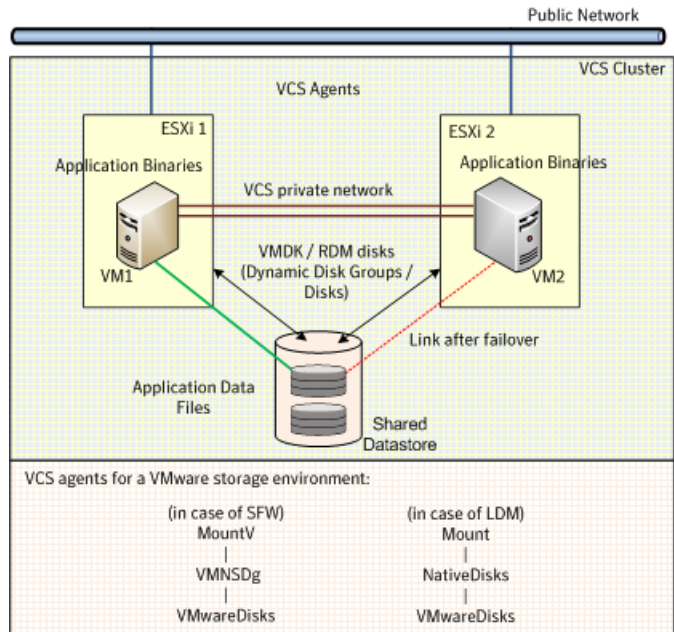 Public Network
VCS Cluster
VCS Agents
ESXi 1
ESXi 2
Application Binaries
Application Binaries
VCS private network
VMDK / RDM disks
(Dynamic Disk Groups /
Disks)
VM1
VM2
Link after failover
Application Data
Files
Shared
Datastore
VCS agents for a VMware storage environment:
(in case of SFW)
MountV
|
VMNSDg
|
VMwareDisks
(in case of LDM)
Mount
|
NativeDisks
|
VMwareDisks